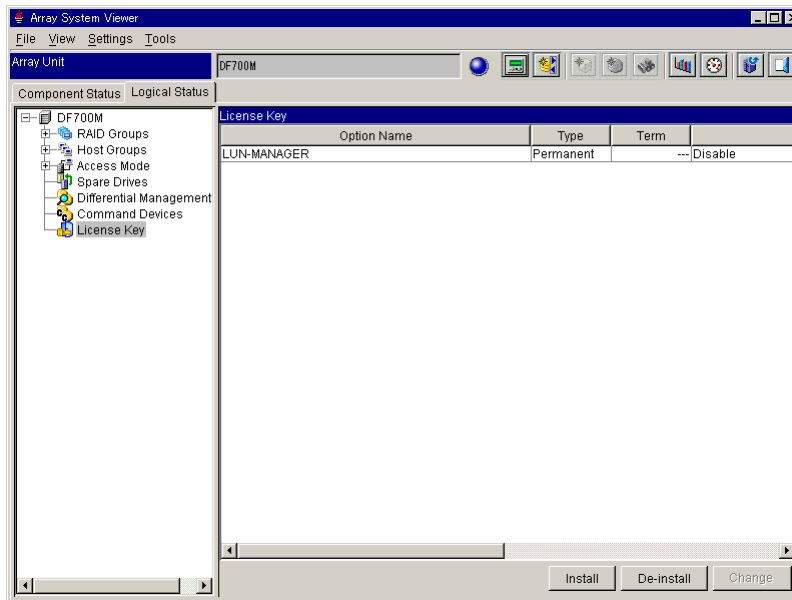 Array System Viewer
File View Settings Tools
Array Unit
DF700M
Component Status
Logical Status
DF700M
RAID Groups
Host Groups
Access Mode
Spare Drives
Differential Management
Command Devices
License Key
License Key
Option Name Type Term
LUN-MANAGER Permanent --- Disable
Install De-install Change